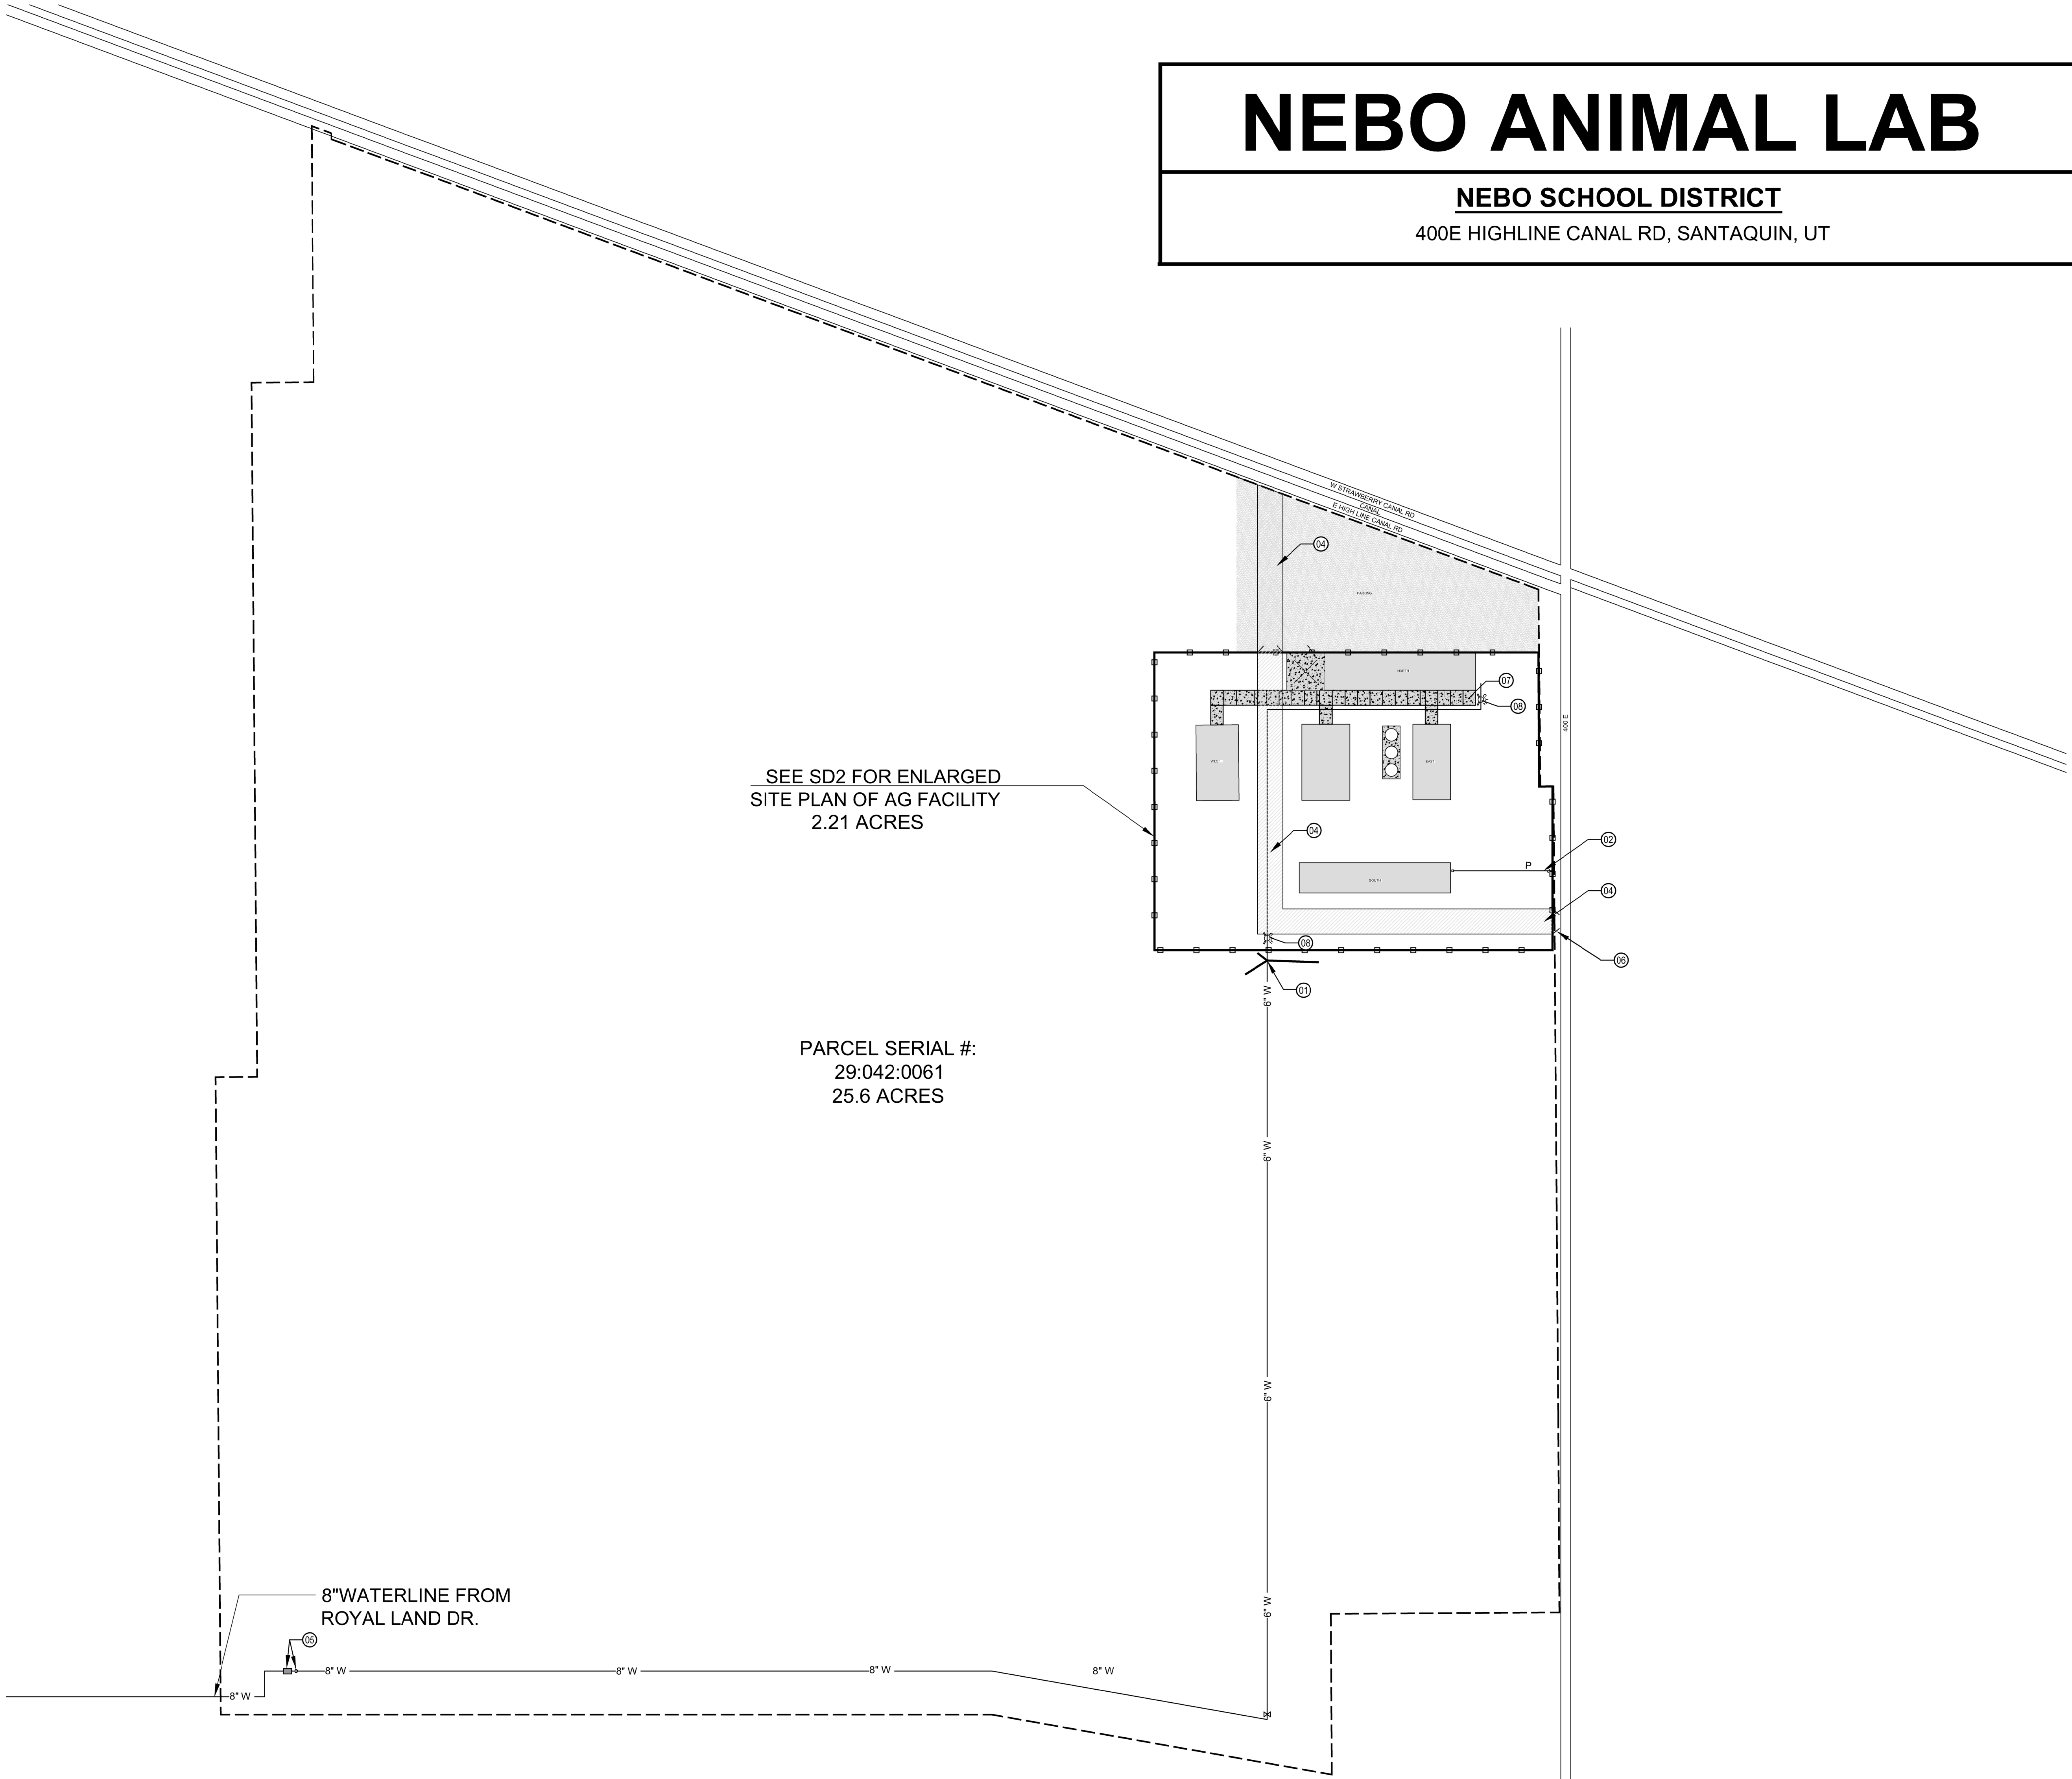 NEBO ANIMAL LAB
NEBO SCHOOL DISTRICT
400E HIGHLINE CANAL RD, SANTAQUIN, UT
W STRAWBERRY CANAL RD
CANAL
E HIGH LINE CANAL RD
04
PARKING
NORTH
07
08
400 E
WEST
EAST
SEE SD2 FOR ENLARGED
SITE PLAN OF AG FACILITY
2.21 ACRES
04
02
P
SOUTH
04
08
06
01
6" W
PARCEL SERIAL #:
29:042:0061
25.6 ACRES
6" W
6" W
6" W
8"WATERLINE FROM
ROYAL LAND DR.
05
8" W
8" W
8" W
8" W
8" W